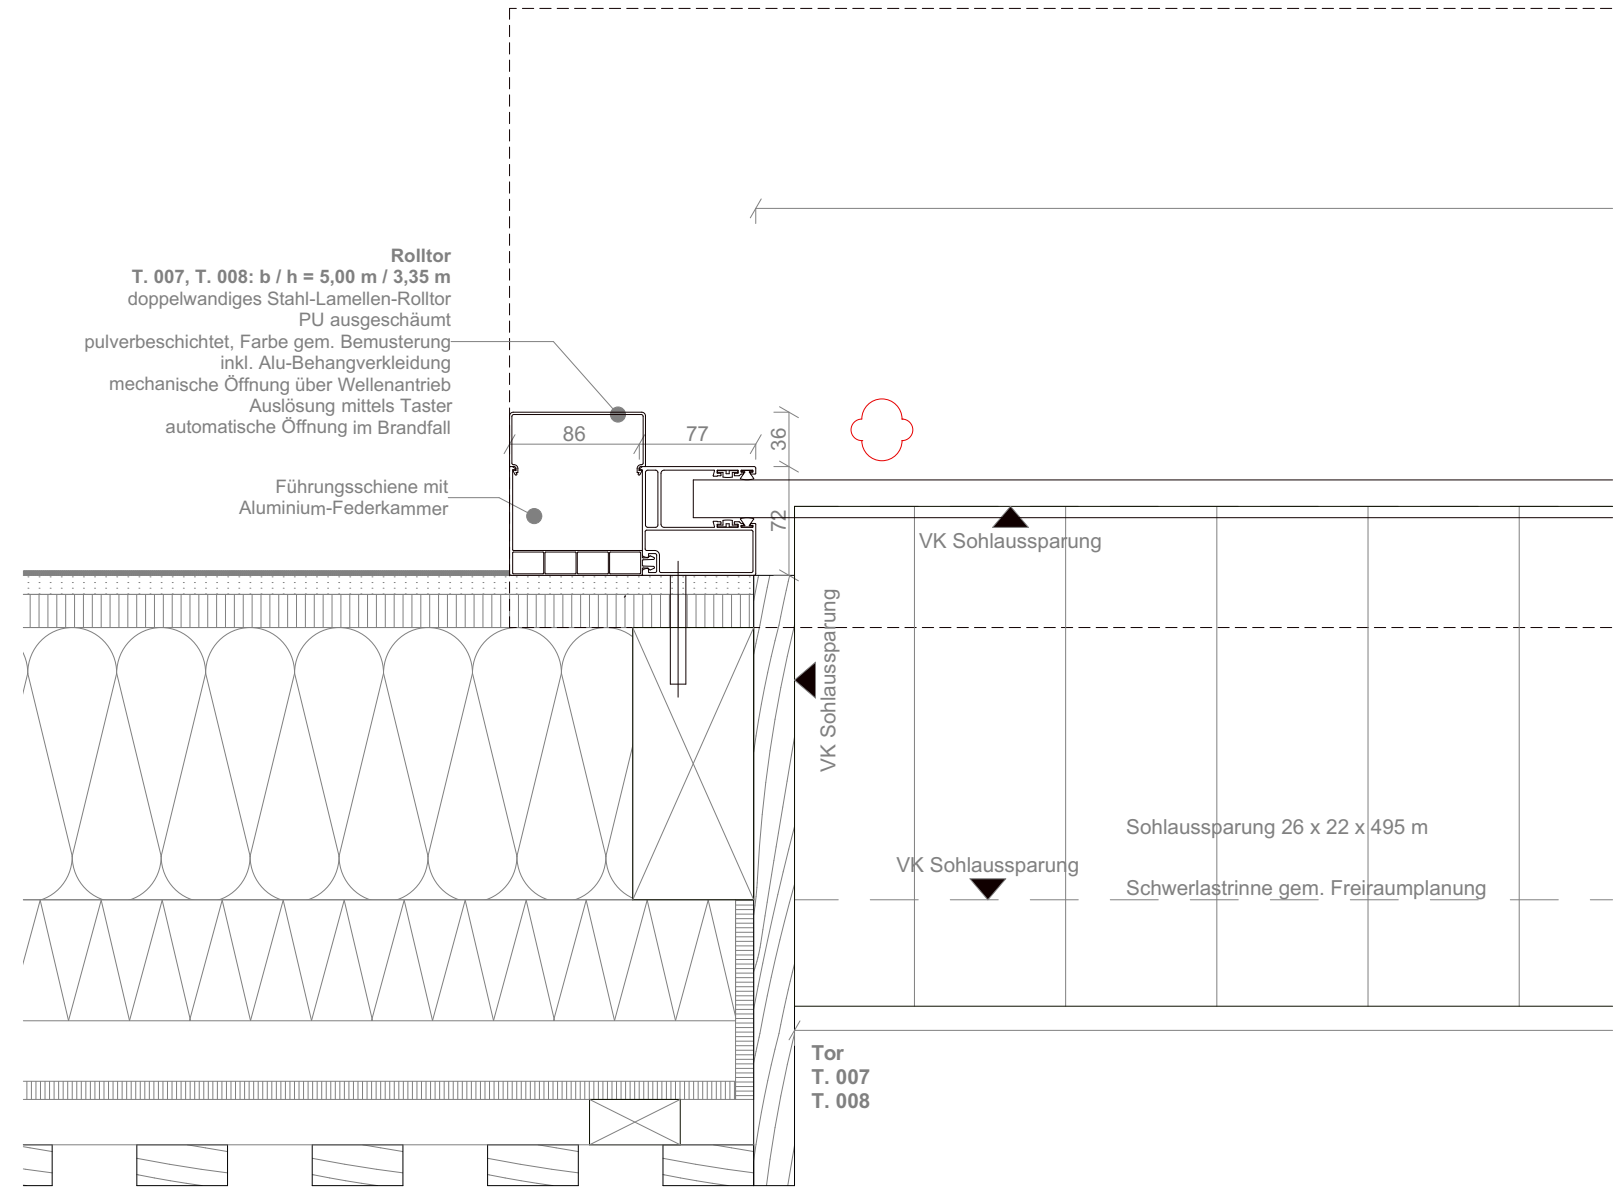 Rolltor
T. 007, T. 008: b / h = 5,00 m / 3,35 m
doppelwandiges Stahl-Lamellen-Rolltor
PU ausgeschäumt
pulverbeschichtet, Farbe gem. Bemusterung
inkl. Alu-Behangverkleidung
mechanische Öffnung über Wellenantrieb
Auslösung mittels Taster
automatische Öffnung im Brandfall
86
77
36
Führungsschiene mit
Aluminium-Federkammer
72
VK Sohlaussparung
VK Sohlaussparung
Sohlaussparung 26 x 22 x 495 m
VK Sohlaussparung
Schwerlastrinne gem. Freiraumplanung
Tor
T. 007
T. 008